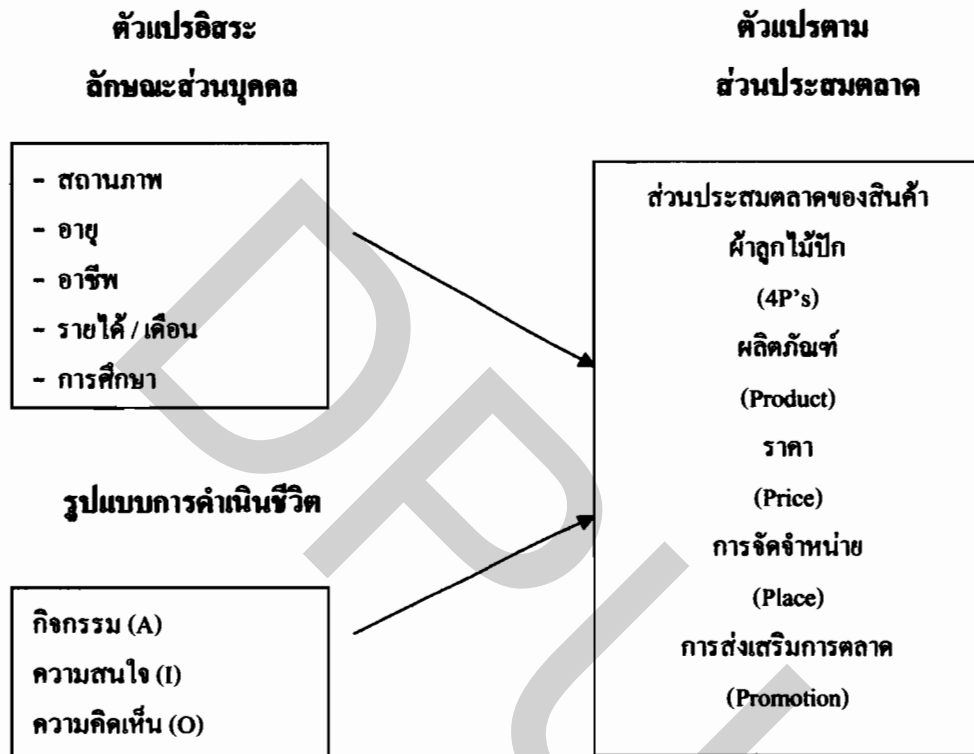 ตัวแปรอิสระ
ลักษณะส่วนบุคคล
- สถานภาพ
- อายุ
- อาชีพ
- รายได้ / เดือน
- การศึกษา
รูปแบบการดำเนินชีวิต
กิจกรรม (A)
ความสนใจ (I)
ความคิดเห็น (O)
ตัวแปรตาม
ส่วนประสมตลาด
ส่วนประสมตลาดของสินค้า
ผ้าลูกไม้ปัก
(4P's)
ผลิตภัณฑ์
(Product)
ราคา
(Price)
การจัดจำหน่าย
(Place)
การส่งเสริมการตลาด
(Promotion)
DPU